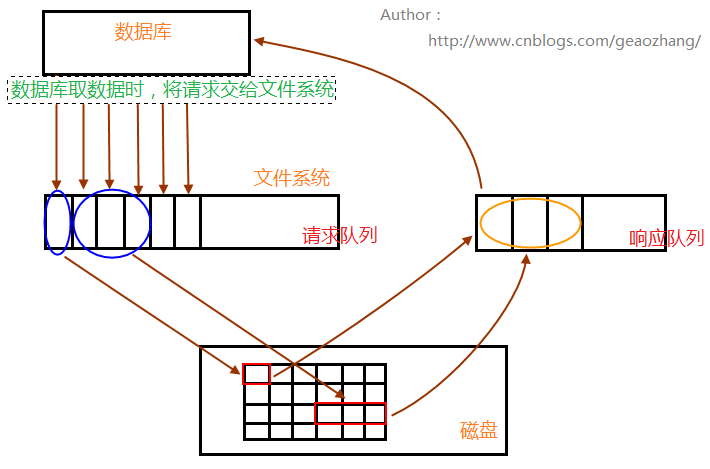 Author：
http://www.cnblogs.com/geaozhang/
数据库
数据库取数据时，将请求交给文件系统
文件系统
请求队列
响应队列
磁盘